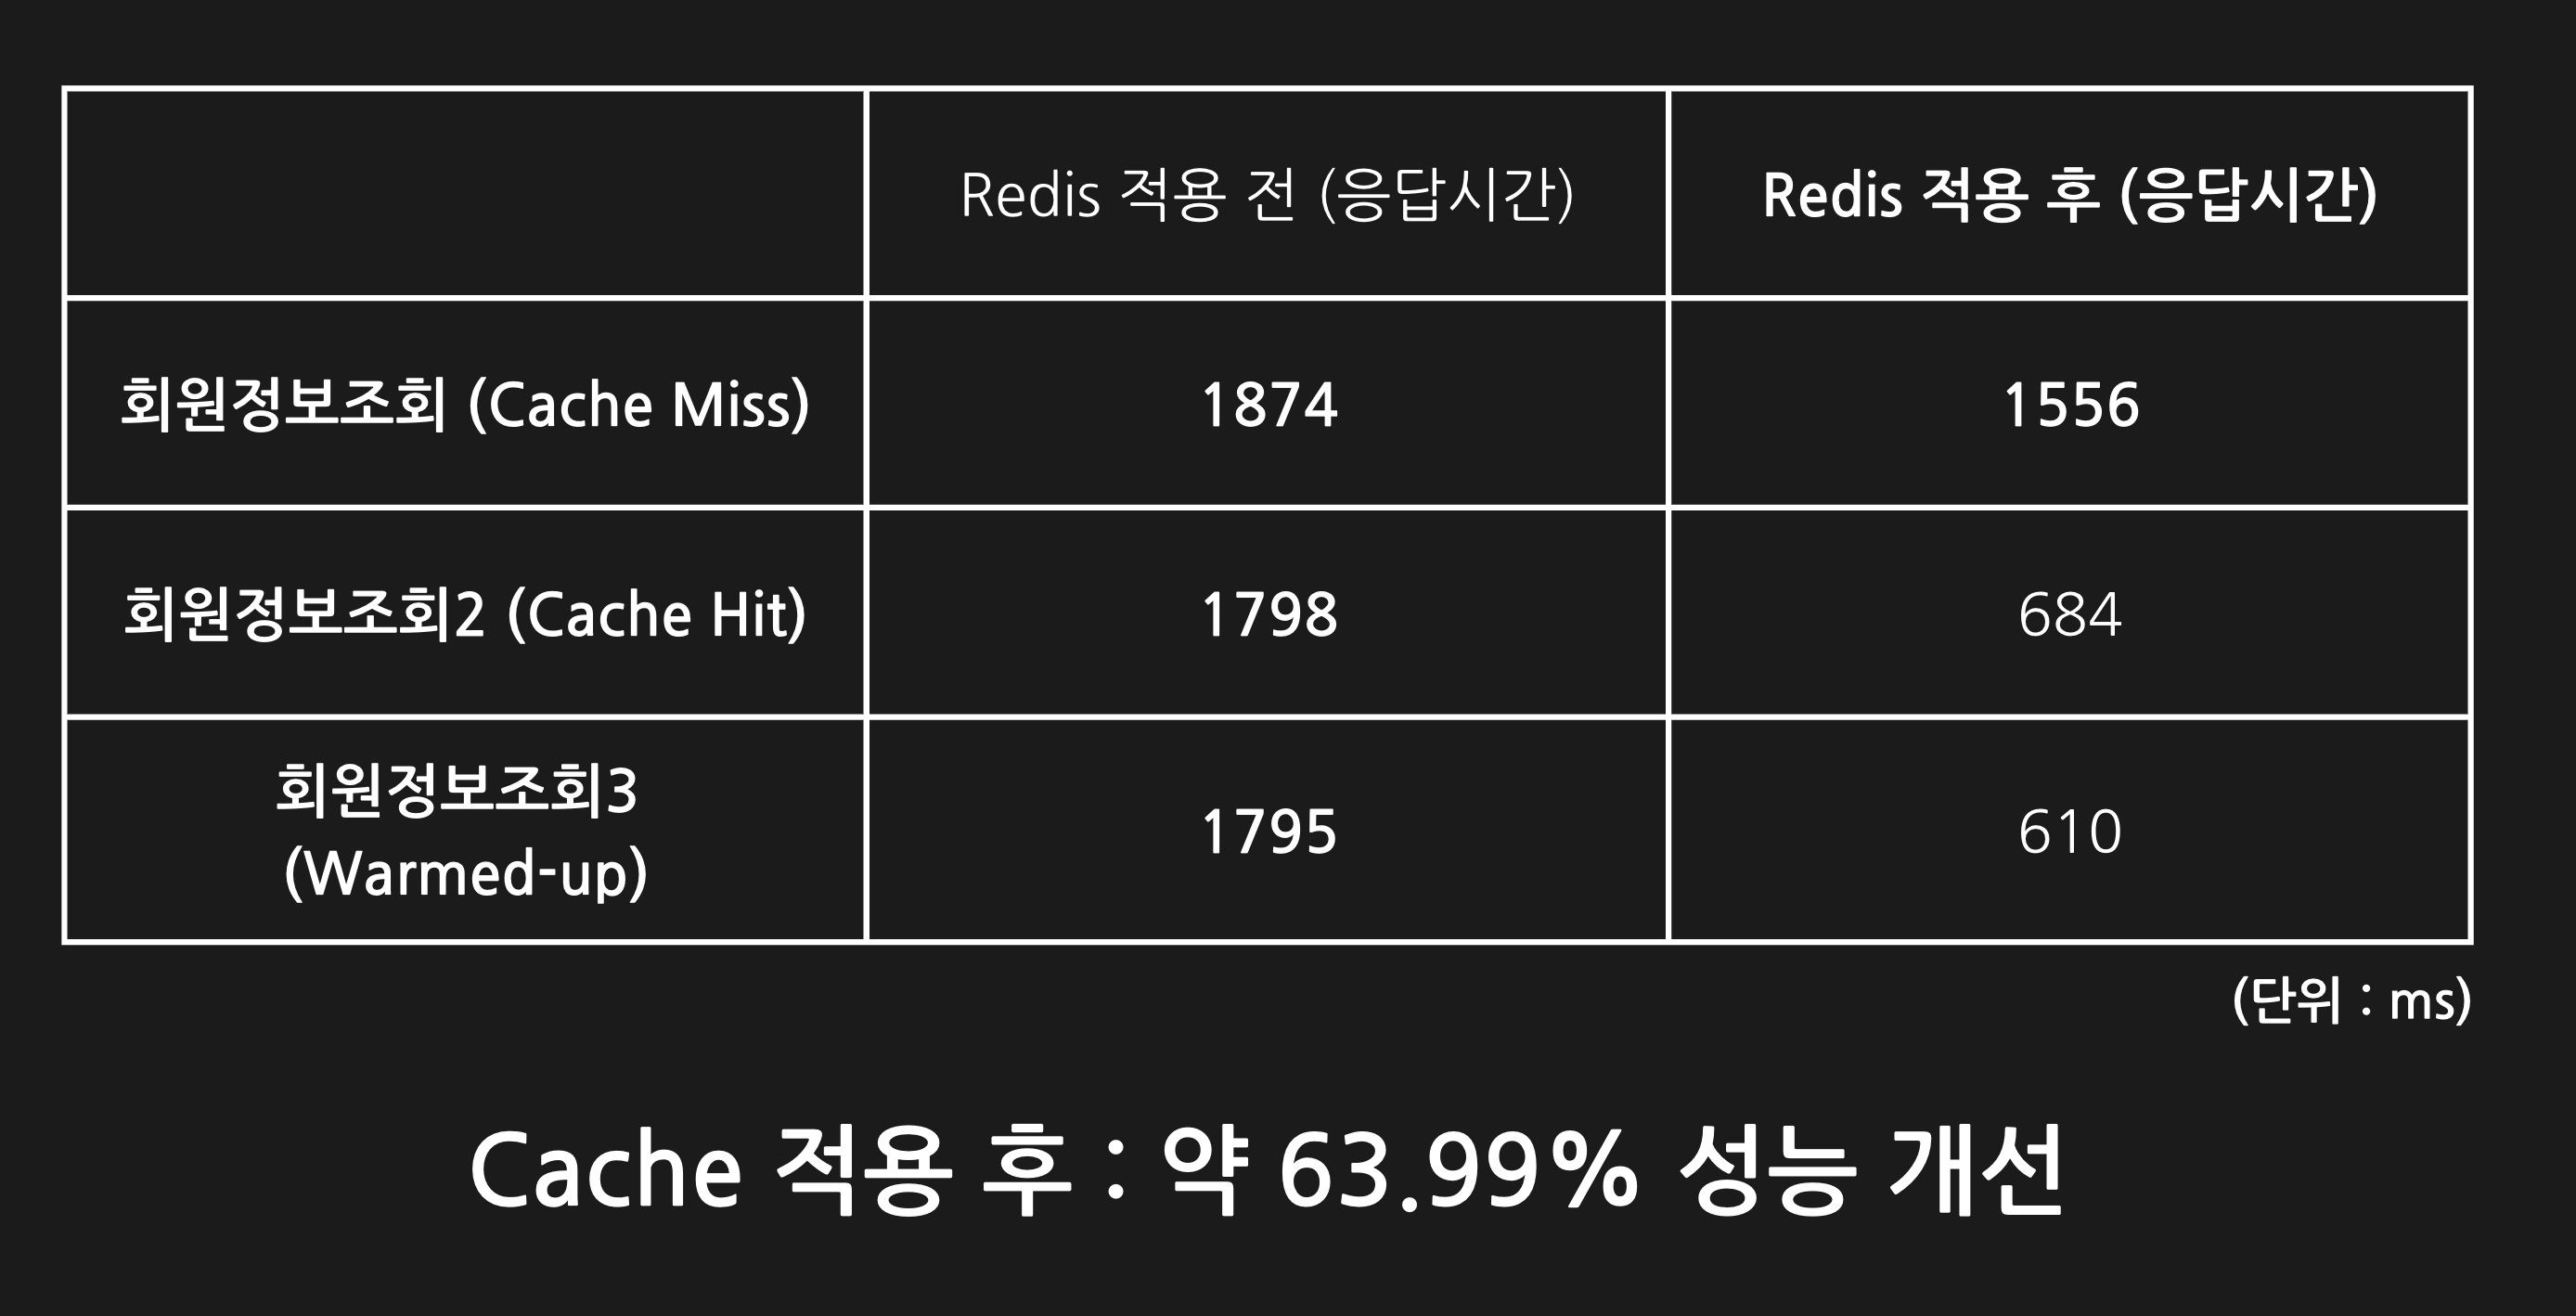 Redis 적용 전 (응답시간) Redis 적용 후 (응답시간)
회원정보조회 (Cache Miss) 1874 1556
회원정보조회2 (Cache Hit) 1798 684
회원정보조회3
(Warmed-up) 1795 610
(단위 : ms)
Cache 적용 후 : 약 63.99% 성능 개선